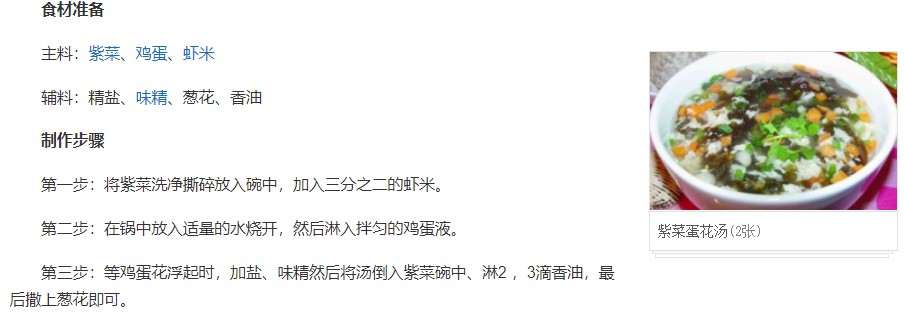 食材准备
主料：紫菜、鸡蛋、虾米
辅料：精盐、味精、葱花、香油
制作步骤
第一步：将紫菜洗净撕碎放入碗中，加入三分之二的虾米。
第二步：在锅中放入适量的水烧开，然后淋入拌匀的鸡蛋液。
第三步：等鸡蛋花浮起时，加盐、味精然后将汤倒入紫菜碗中、淋2 ，3滴香油，最
后撒上葱花即可。
紫菜蛋花汤(2张)